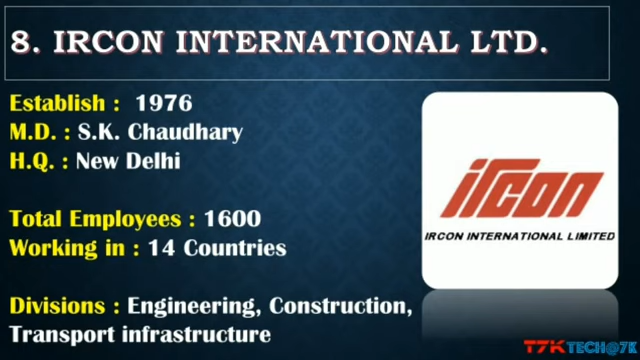 8. IRCON INTERNATIONAL LTD.
Establish : 1976
M.D. : S.K. Chaudhary
H.Q. : New Delhi
Total Employees : 1600
Working in : 14 Countries
Divisions : Engineering, Construction,
Transport infrastructure
ircon
IRCON INTERNATIONAL LIMITED
T7K TECH@7K